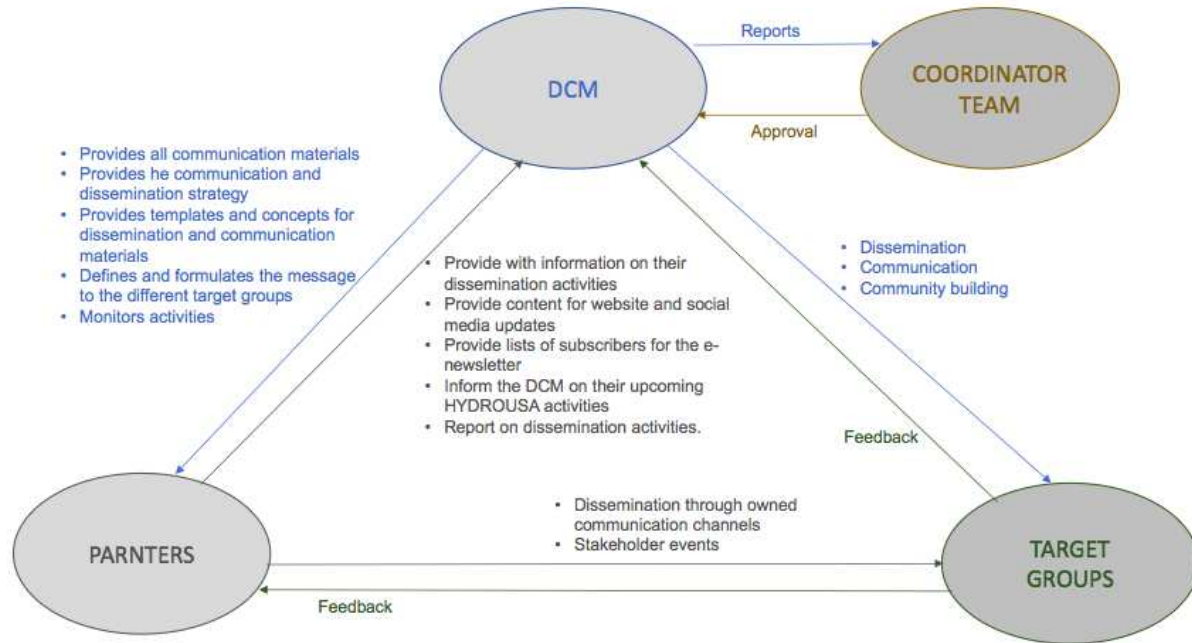 Reports
DCM
COORDINATOR
TEAM
Approval
• Provides all communication materials
• Provides he communication and
dissemination strategy
• Provides templates and concepts for
dissemination and communication
materials
• Defines and formulates the message
to the different target groups
• Monitors activities
• Dissemination
• Communication
• Community building
• Provide with information on their
dissemination activities
• Provide content for website and social
media updates
• Provide lists of subscribers for the e-
newsletter
• Inform the DCM on their upcoming
HYDROUSA activities
• Report on dissemination activities.
Feedback
• Dissemination through owned
communication channels
• Stakeholder events
PARNTERS
TARGET
GROUPS
Feedback